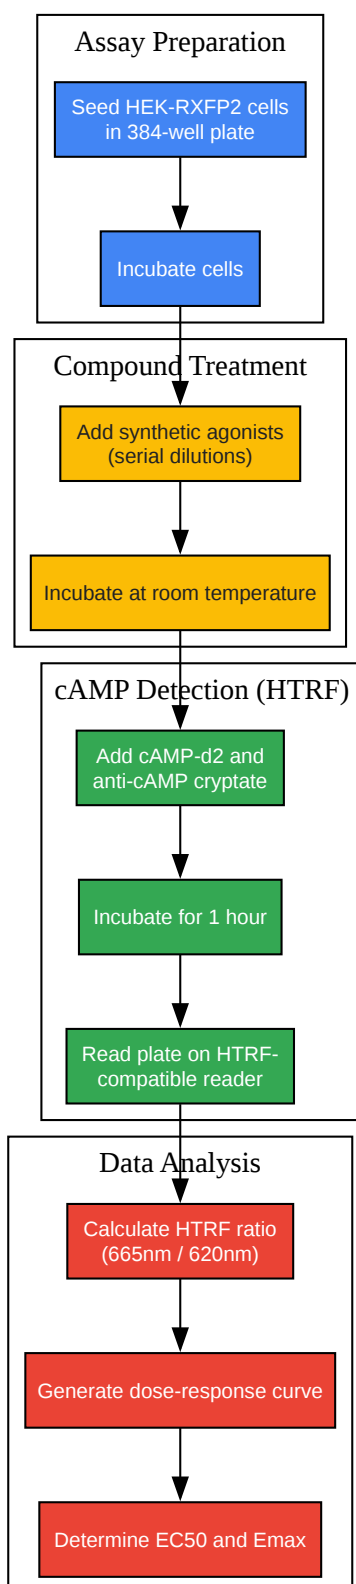 Assay Preparation
Seed HEK-RXFP2 cells
in 384-well plate
Incubate cells
Compound Treatment
Add synthetic agonists
(serial dilutions)
Incubate at room temperature
cAMP Detection (HTRF)
Add cAMP-d2 and
anti-cAMP cryptate
Incubate for 1 hour
Read plate on HTRF-
compatible reader
Data Analysis
Calculate HTRF ratio
(665nm / 620nm)
Generate dose-response curve
Determine EC50 and Emax